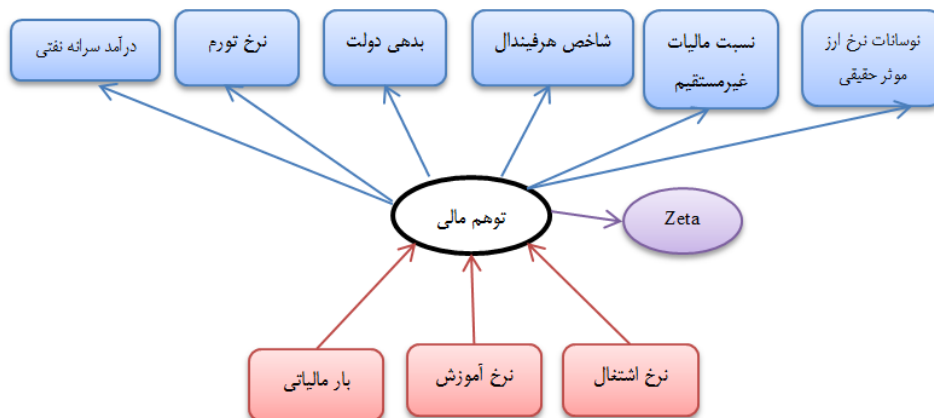 نوسانات نرخ ارز
موثر حقیقی
نسبت مالیات
غیرمستقیم
شاخص هرفیندال
بدهی دولت
نرخ تورم
درآمد سرانه نفتی
توهم مالی
Zeta
نرخ اشتغال
نرخ آموزش
بار مالیاتی